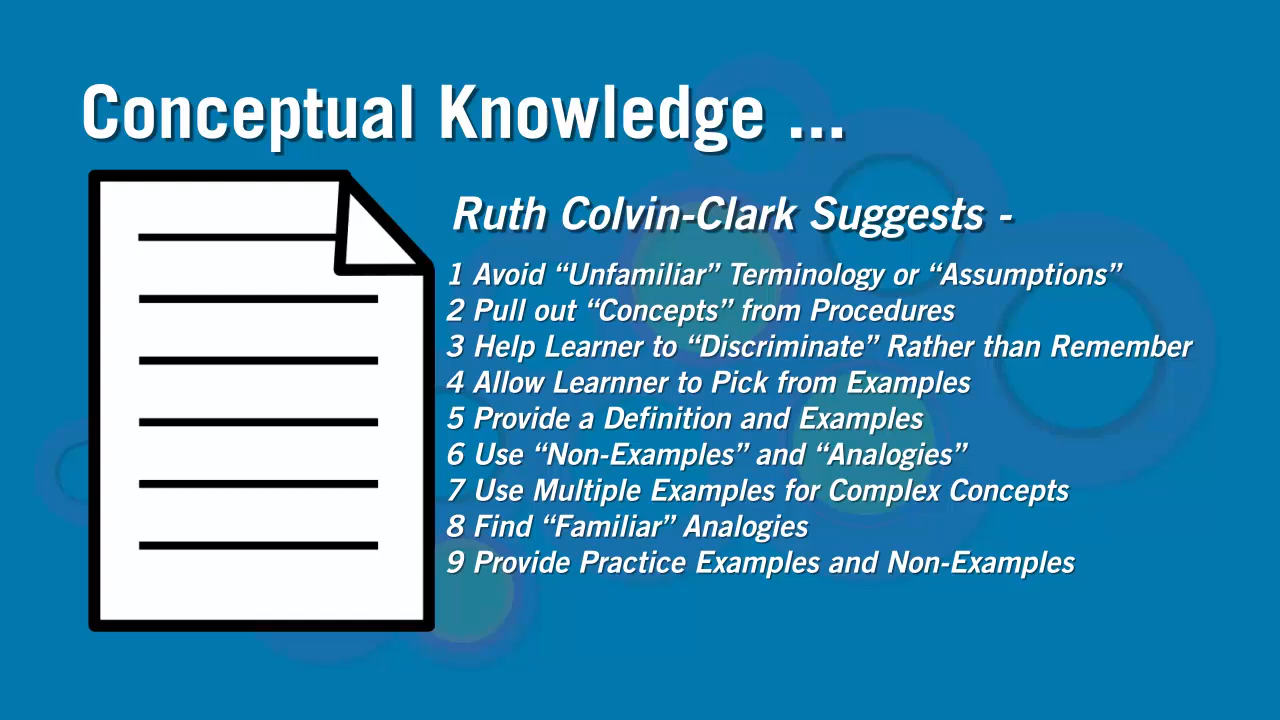 Conceptual Knowledge ...
Ruth Colvin-Clark Suggests -
1 Avoid “Unfamiliar” Terminology or “Assumptions”
2 Pull out “Concepts” from Procedures
3 Help Learner to “Discriminate” Rather than Remember
4 Allow Learnner to Pick from Examples
5 Provide a Definition and Examples
6 Use “Non-Examples” and “Analogies”
7 Use Multiple Examples for Complex Concepts
8 Find “Familiar” Analogies
9 Provide Practice Examples and Non-Examples